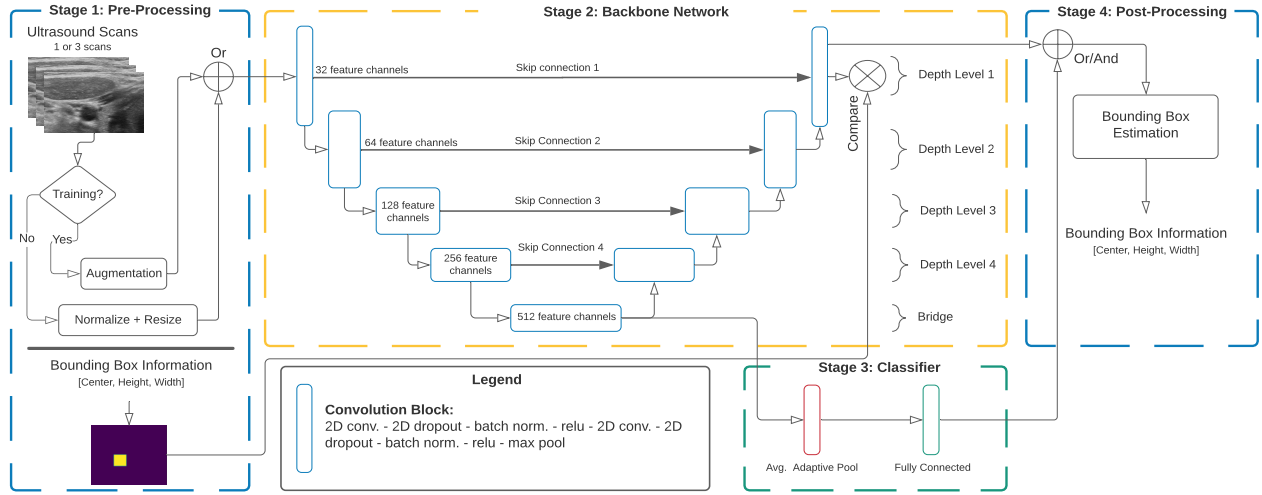 Stage 1: Pre-Processing
Ultrasound Scans
1 or 3 scans
Or
Training?
No
Yes
Augmentation
Normalize + Resize
Bounding Box Information
[Center, Height, Width]
Stage 2: Backbone Network
32 feature channels
Skip connection 1
64 feature channels
Skip Connection 2
128 feature
channels
Skip Connection 3
256 feature
channels
Skip Connection 4
512 feature channels
Compare
Depth Level 1
Depth Level 2
Depth Level 3
Depth Level 4
Bridge
Legend
Convolution Block:
2D conv. - 2D dropout - batch norm. - relu - 2D conv. - 2D
dropout - batch norm. - relu - max pool
Stage 3: Classifier
Avg. Adaptive Pool
Fully Connected
Stage 4: Post-Processing
Or/And
Bounding Box
Estimation
Bounding Box Information
[Center, Height, Width]